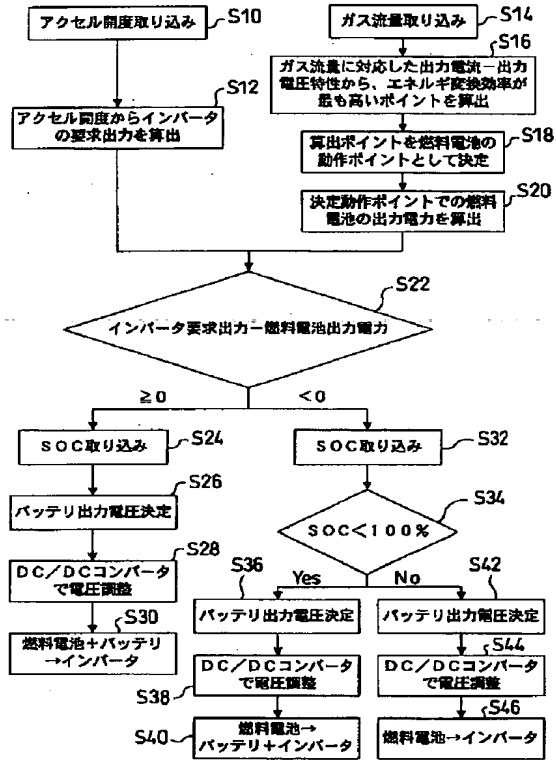 アクセル開度取り込み
S10
アクセル開度からインバータ
の要求出力を算出
S12
ガス流量取り込み
S14
ガス流量に対応した出力電流－出力
電圧特性から、エネルギ変換効率が
最も高いポイントを算出
S16
算出ポイントを燃料電池の
動作ポイントとして決定
S18
決定動作ポイントでの燃料
電池の出力電力を算出
S20
インバータ要求出力－燃料電池出力電力
S22
≧0
<0
SOC取り込み
S24
バッテリ出力電圧決定
S26
DC／DCコンバータ
で電圧調整
S28
燃料電池＋バッテリ
→インバータ
S30
SOC取り込み
S32
SOC＜100％
S34
Yes
No
バッテリ出力電圧決定
S36
DC／DCコンバータ
で電圧調整
S38
燃料電池→
バッテリ＋インバータ
S40
バッテリ出力電圧決定
S42
DC／DCコンバータ
で電圧調整
S44
燃料電池→インバータ
S46